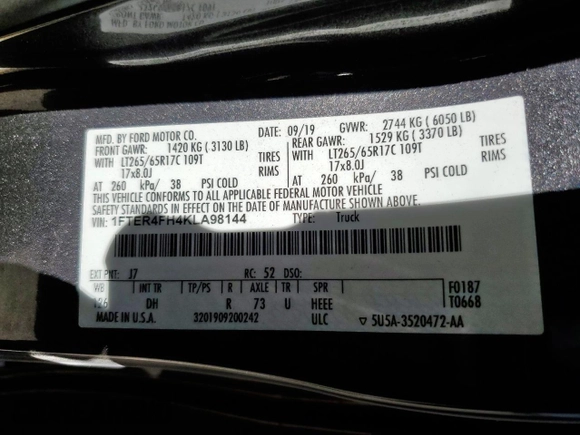 MFD. BY FORD MOTOR CO. DATE: 09/19 GVWR: 2744 KG ( 6050 LB)
FRONT GAWR: 1420 KG ( 3130 LB) REAR GAWR: 1529 KG ( 3370 LB)
WITH LT265/65R17C 109T TIRES WITH LT265/65R17C 109T TIRES
17x8.0J RIMS 17x8.0J RIMS
AT 260 kPa/ 38 PSI COLD AT 260 kPa/ 38 PSI COLD
THIS VEHICLE CONFORMS TO ALL APPLICABLE FEDERAL MOTOR VEHICLE
SAFETY STANDARDS IN EFFECT ON THE DATE OF MANUFACTURE SHOWN ABOVE.
VIN: 1FTER4FH4KLA98144 TYPE: Truck
EXT PNT: J7 RC: 52 DSO:
WB INT TR TP/PS R AXLE TR SPR F0187
126 DH R 73 U HEEE T0668
MADE IN U.S.A. 3201909200242 ULC ▽ 5U5A-3520472-AA